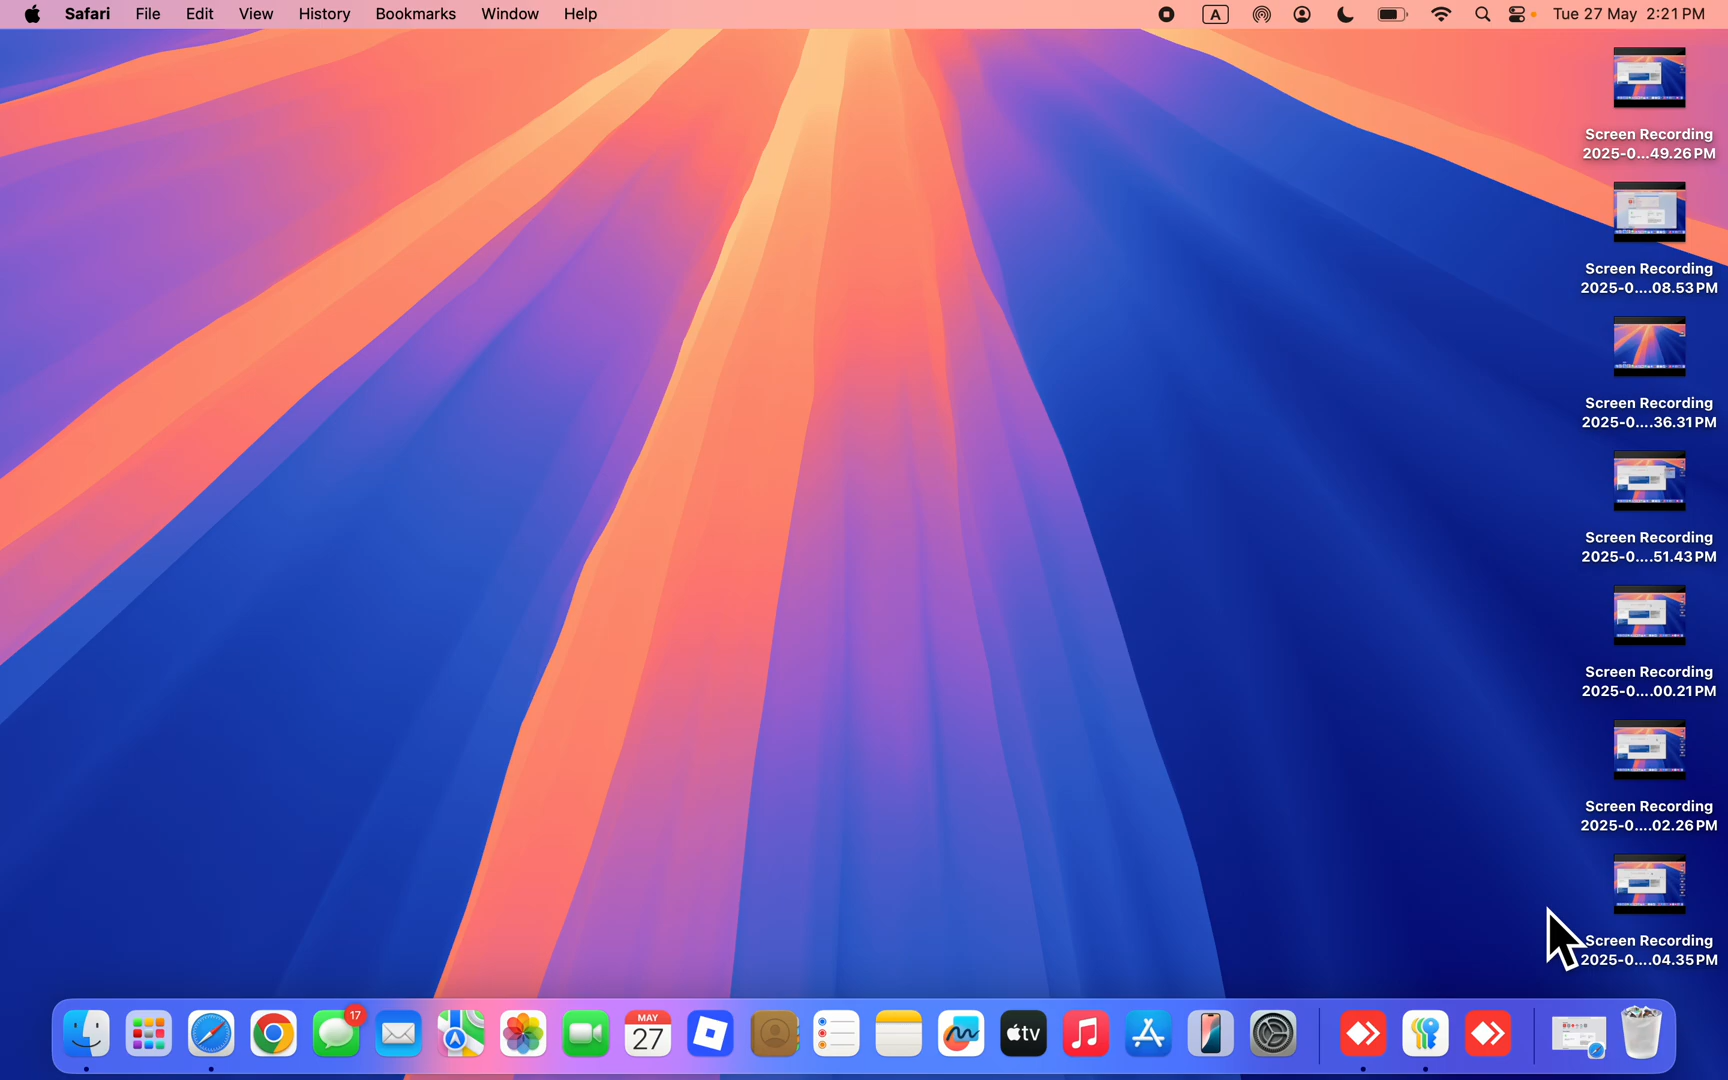 Safari File Edit View History Bookmarks Window Help A Tue 27 May 2:21 PM
Screen Recording
2025-0...49.26 PM
Screen Recording
2025-0....08.53 PM
Screen Recording
2025-0....36.31 PM
Screen Recording
2025-0....51.43 PM
Screen Recording
2025-0....00.21 PM
Screen Recording
2025-0....02.26 PM
Screen Recording
2025-0....04.35 PM
17
MAY
27
tv